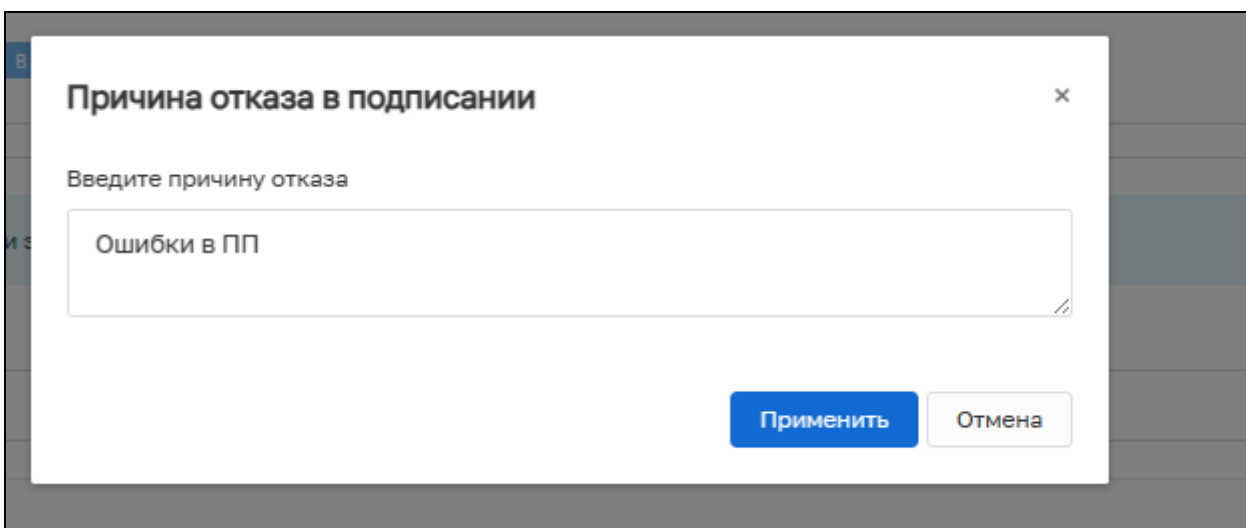 В
Причина отказа в подписании
×
Введите причину отказа
и з
Ошибки в ПП
Применить Отмена